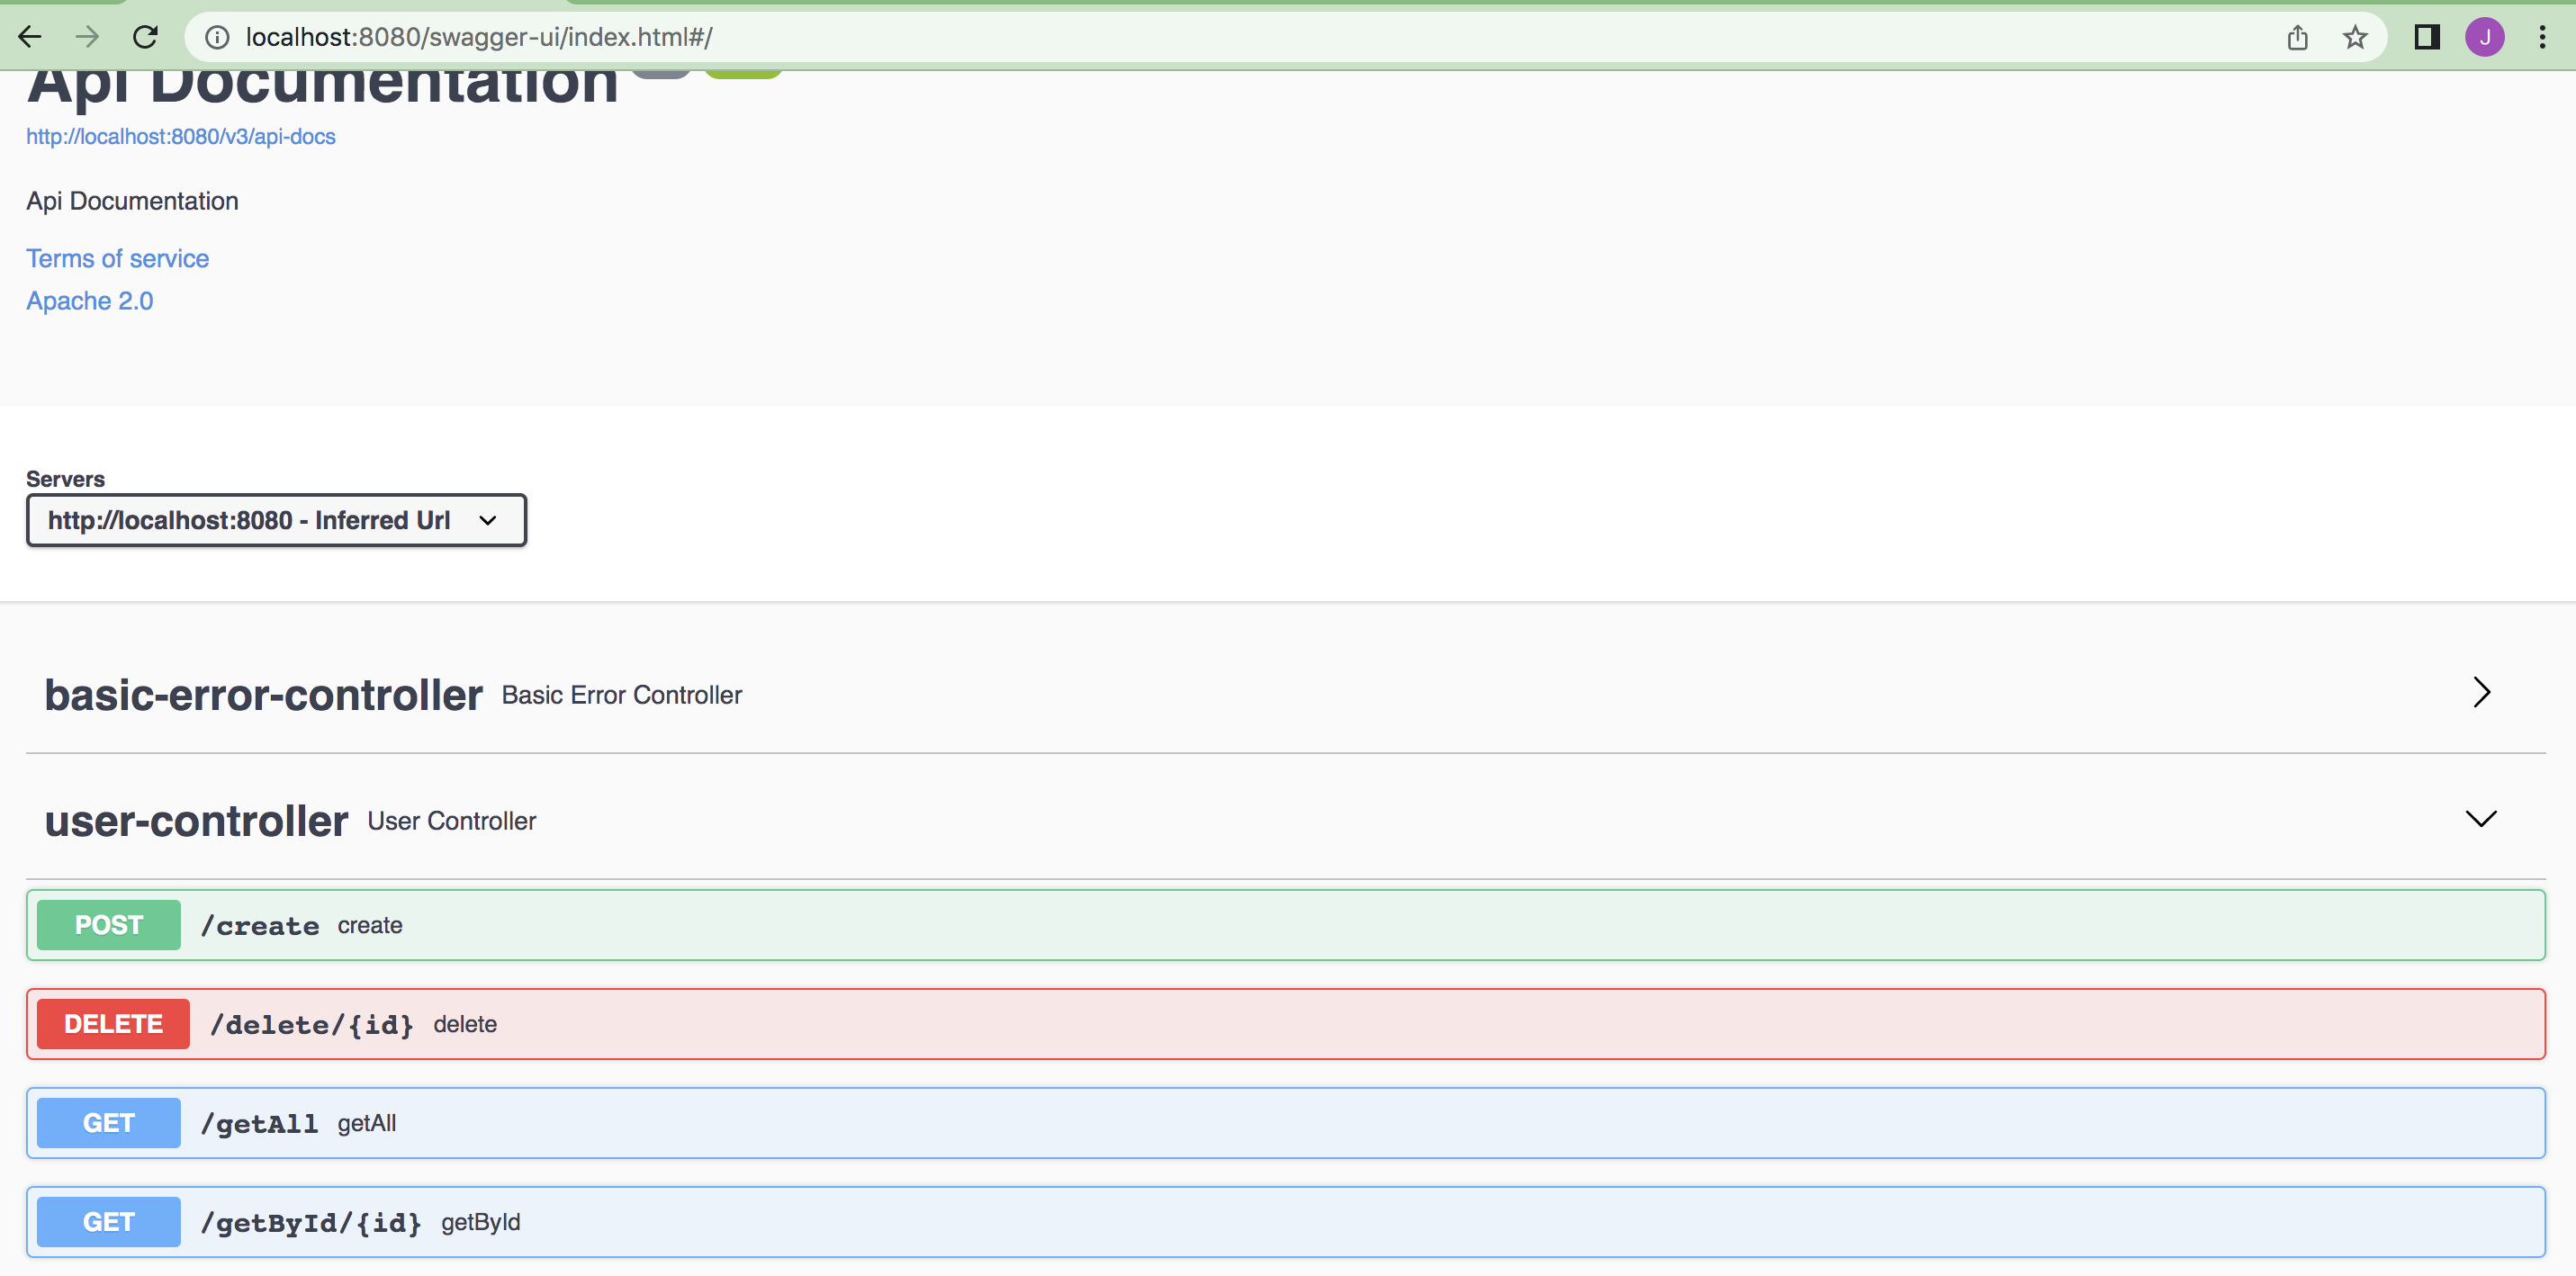 localhost:8080/swagger-ui/index.html#/
J
Api Documentation
http://localhost:8080/v3/api-docs
Api Documentation
Terms of service
Apache 2.0
Servers
http://localhost:8080 - Inferred Url
basic-error-controller Basic Error Controller
user-controller User Controller
POST /create create
DELETE /delete/{id} delete
GET /getAll getAll
GET /getById/{id} getById